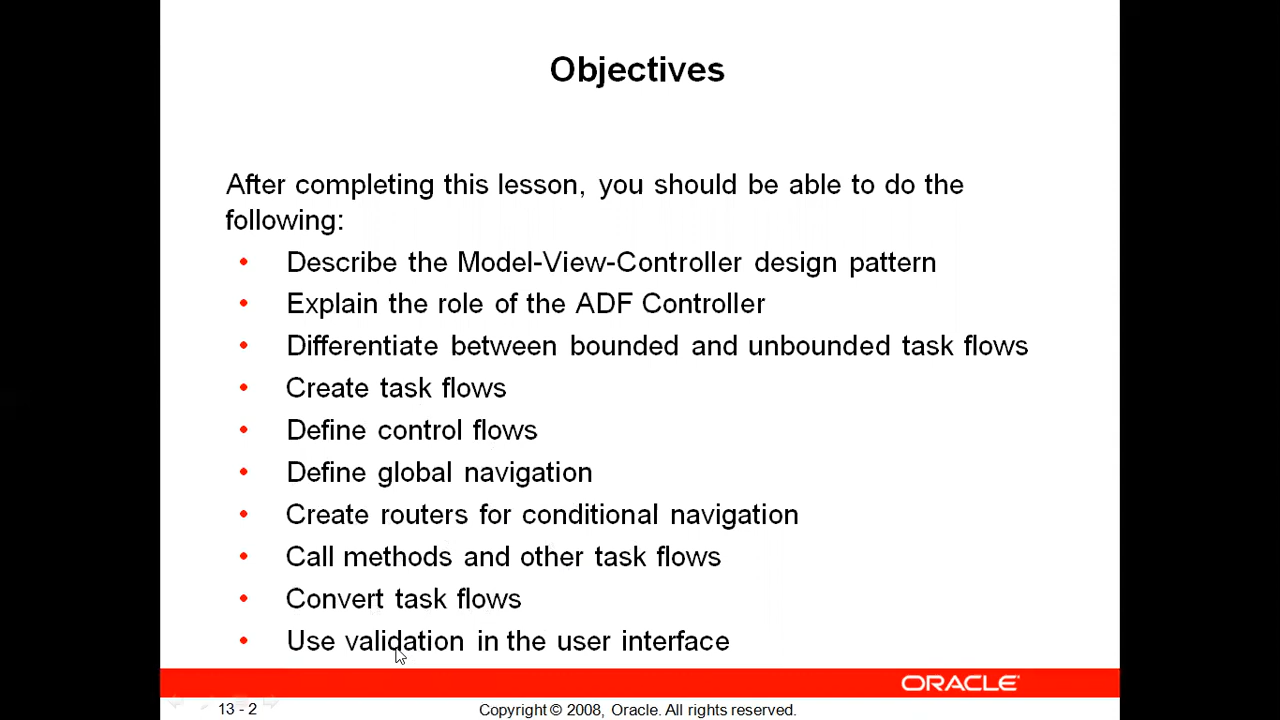 Objectives
After completing this lesson, you should be able to do the
following:
• Describe the Model-View-Controller design pattern
• Explain the role of the ADF Controller
• Differentiate between bounded and unbounded task flows
• Create task flows
• Define control flows
• Define global navigation
• Create routers for conditional navigation
• Call methods and other task flows
• Convert task flows
• Use validation in the user interface
ORACLE
13 - 2
Copyright © 2008, Oracle. All rights reserved.